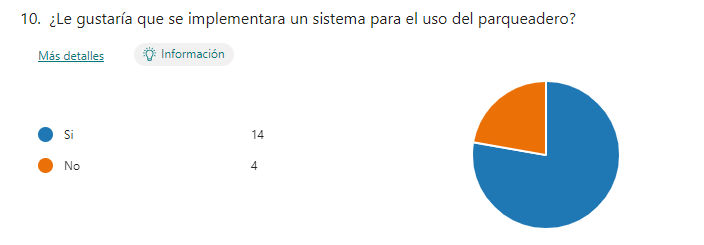 10. ¿Le gustaría que se implementara un sistema para el uso del parqueadero?
Más detalles
Información
Si 14
No 4